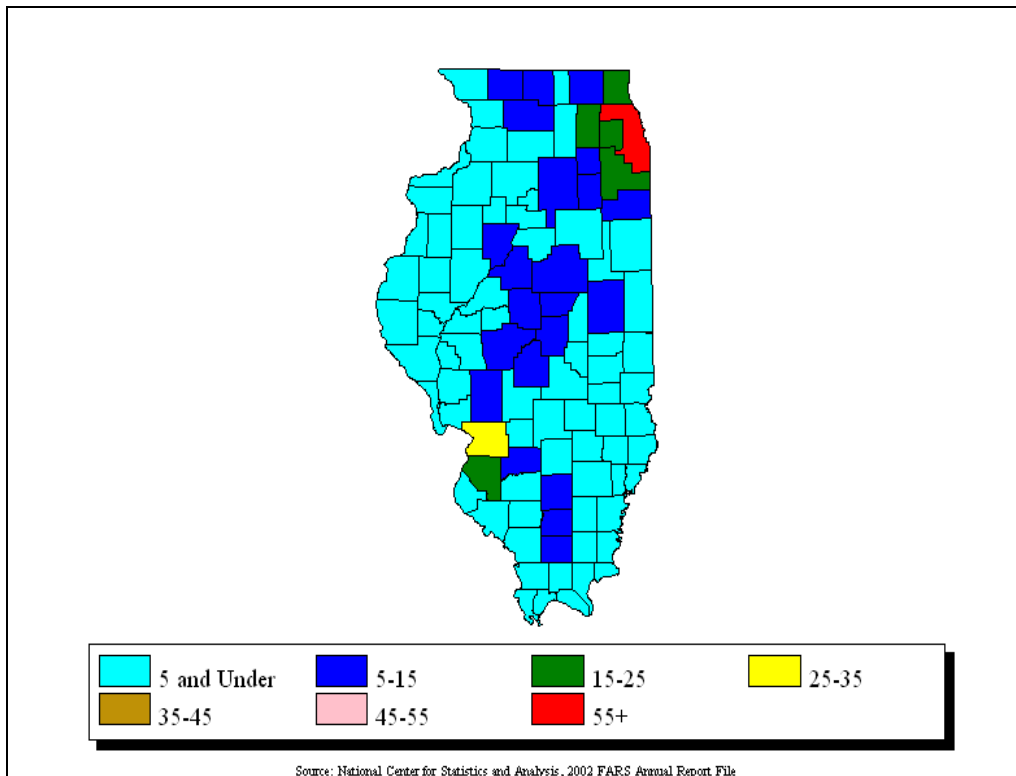 5 and Under 5-15 15-25 25-35
35-45 45-55 55+
Source: National Center for Statistics and Analysis, 2002 FARS Annual Report File